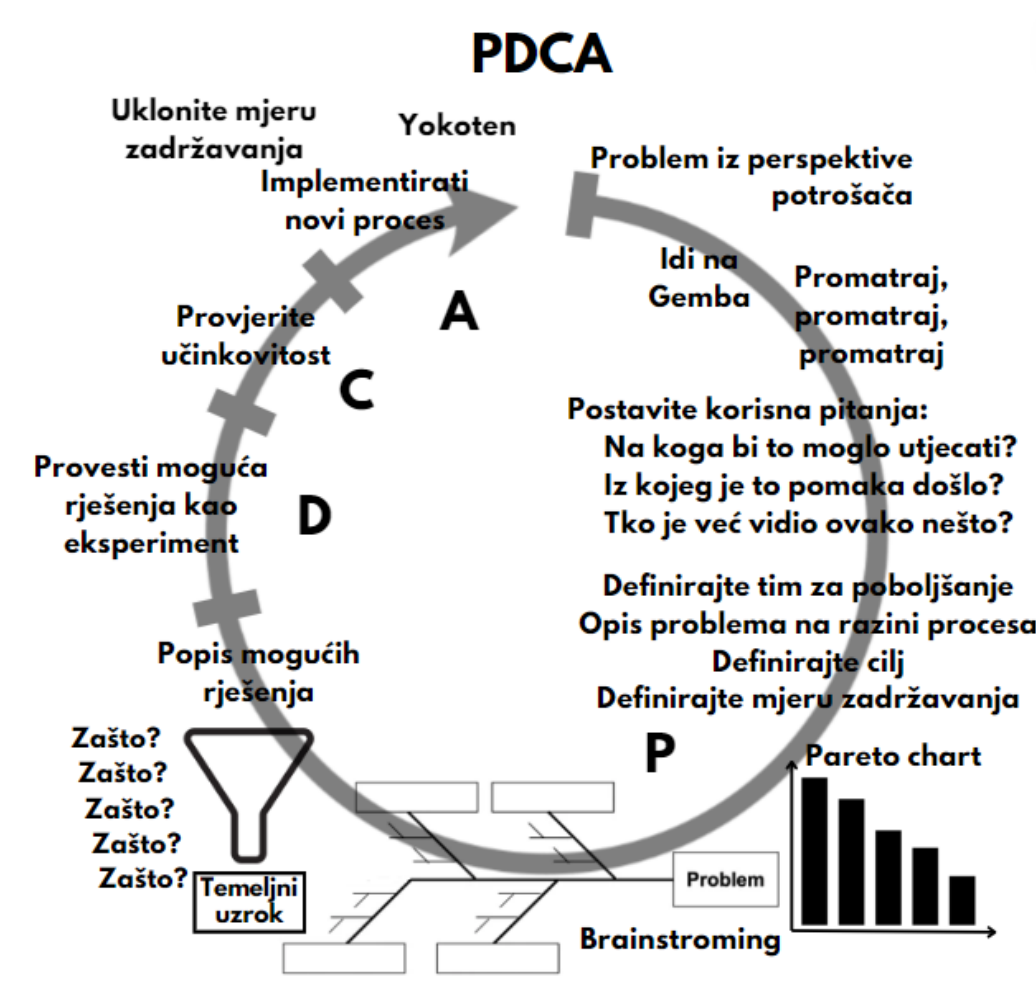 PDCA
Problem iz perspektive
potrošača
Idi na
Gemba
Promatraj,
promatraj,
promatraj
Postavite korisna pitanja:
Na koga bi to moglo utjecati?
Iz kojeg je to pomaka došlo?
Tko je već vidio ovako nešto?
Definirajte tim za poboljšanje
Opis problema na razini procesa
Definirajte cilj
Definirajte mjeru zadržavanja
P
Pareto chart
Problem
Brainstroming
Zašto?
Zašto?
Zašto?
Zašto?
Zašto?
Temeljni
uzrok
Popis mogućih
rješenja
D
Provesti moguća
rješenja kao
eksperiment
C
Provjerite
učinkovitost
A
Implementirati
novi proces
Uklonite mjeru
zadržavanja
Yokoten